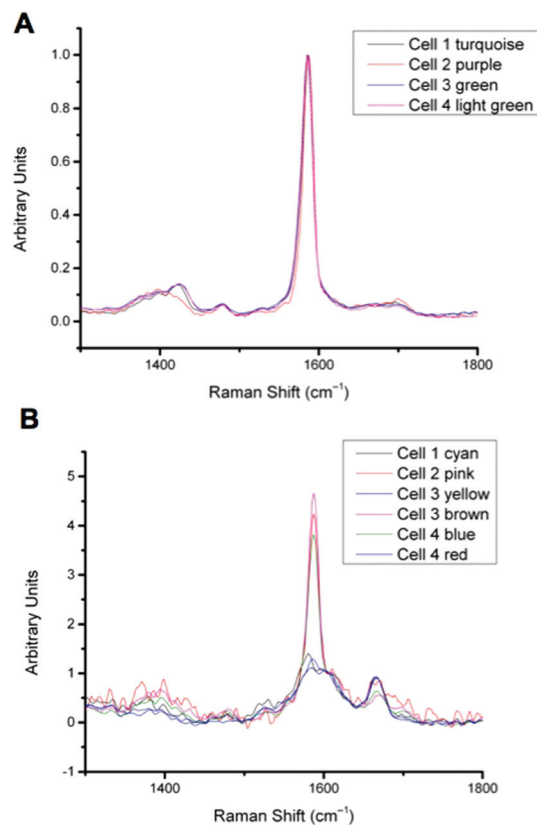 A
Cell 1 turquoise
Cell 2 purple
Cell 3 green
Cell 4 light green
1.0
0.8
0.6
0.4
0.2
0.0
Arbitrary Units
1400
1600
1800
Raman Shift (cm⁻¹)
B
Cell 1 cyan
Cell 2 pink
Cell 3 yellow
Cell 3 brown
Cell 4 blue
Cell 4 red
5
4
3
2
1
0
-1
Arbitrary Units
1400
1600
1800
Raman Shift (cm⁻¹)